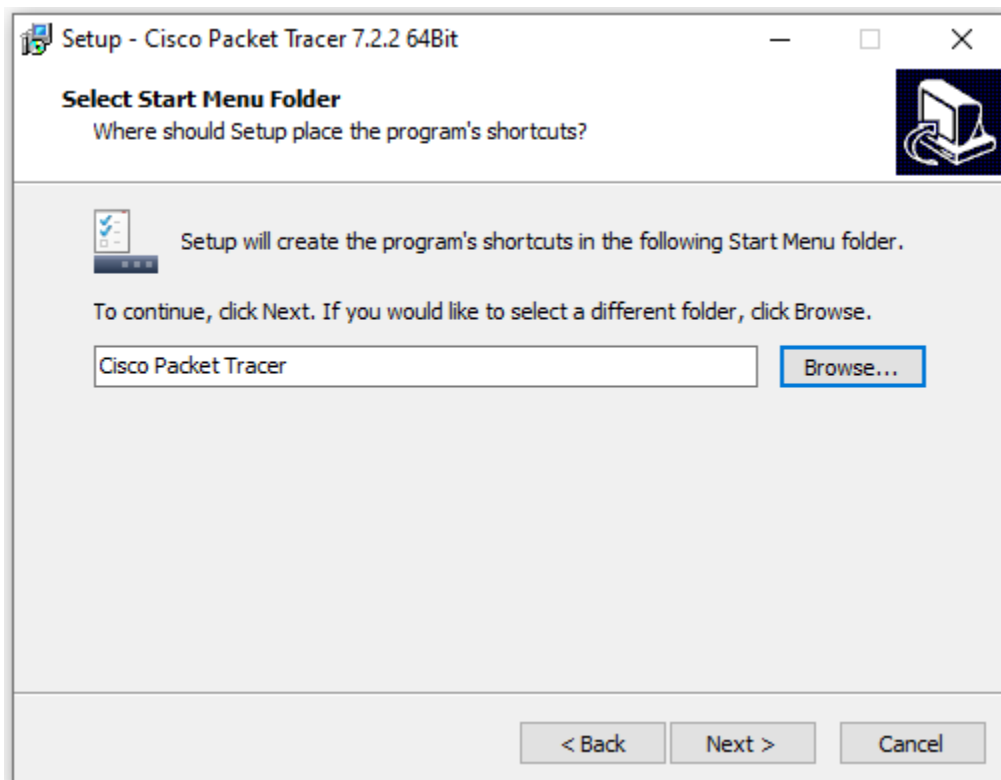 Setup - Cisco Packet Tracer 7.2.2 64Bit
Select Start Menu Folder
Where should Setup place the program's shortcuts?
Setup will create the program's shortcuts in the following Start Menu folder.
To continue, click Next. If you would like to select a different folder, click Browse.
Cisco Packet Tracer
Browse...
< Back
Next >
Cancel